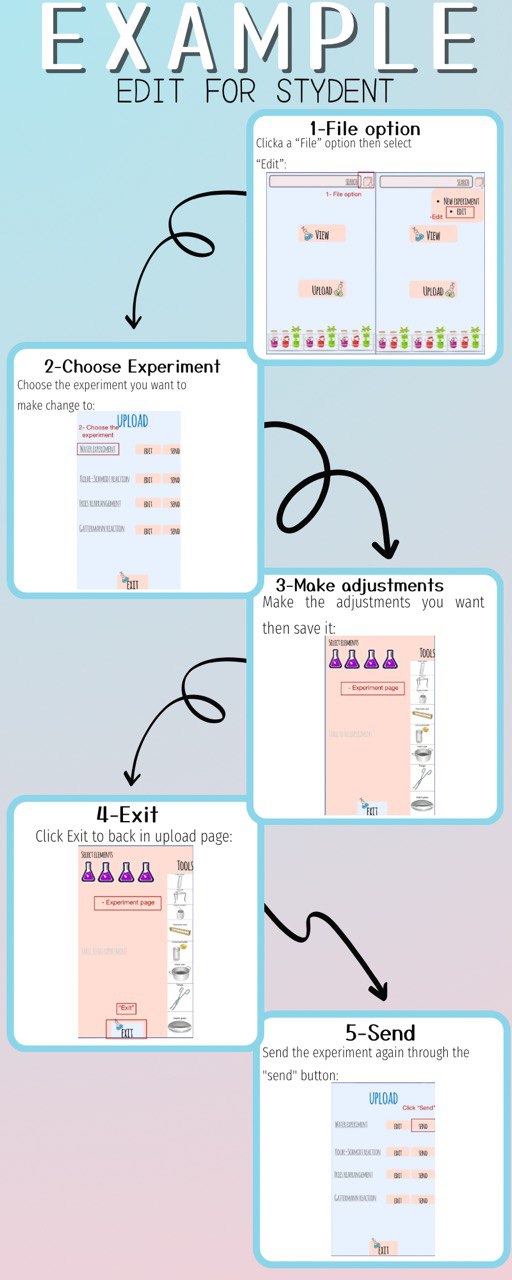 EXAMPLE
EDIT FOR STYDENT
1-File option
Clicka a “File” option then select
“Edit”:
SEARCH
1- File option
VIEW
UPLOAD
SEARCH
• NEW EXPERIMENT
• EDIT
-Edit
VIEW
UPLOAD
2-Choose Experiment
Choose the experiment you want to
make change to:
UPLOAD
2- Choose the
experiment
WATER EXPERIMENT EDIT SEND
KOLBE-SCHMIDT REACTION EDIT SEND
FRIES REARRANGEMENT EDIT SEND
GATTERMANN REACTION EDIT SEND
EXIT
3-Make adjustments
Make the adjustments you want
then save it:
SELECT ELEMENTS
TOOLS
- Experiment page
EXIT
4-Exit
Click Exit to back in upload page:
SELECT ELEMENTS
TOOLS
- Experiment page
"Exit"
EXIT
5-Send
Send the experiment again through the
"send" button:
UPLOAD
Click "Send"
WATER EXPERIMENT EDIT SEND
KOLBE-SCHMIDT REACTION EDIT SEND
FRIES REARRANGEMENT EDIT SEND
GATTERMANN REACTION EDIT SEND
EXIT